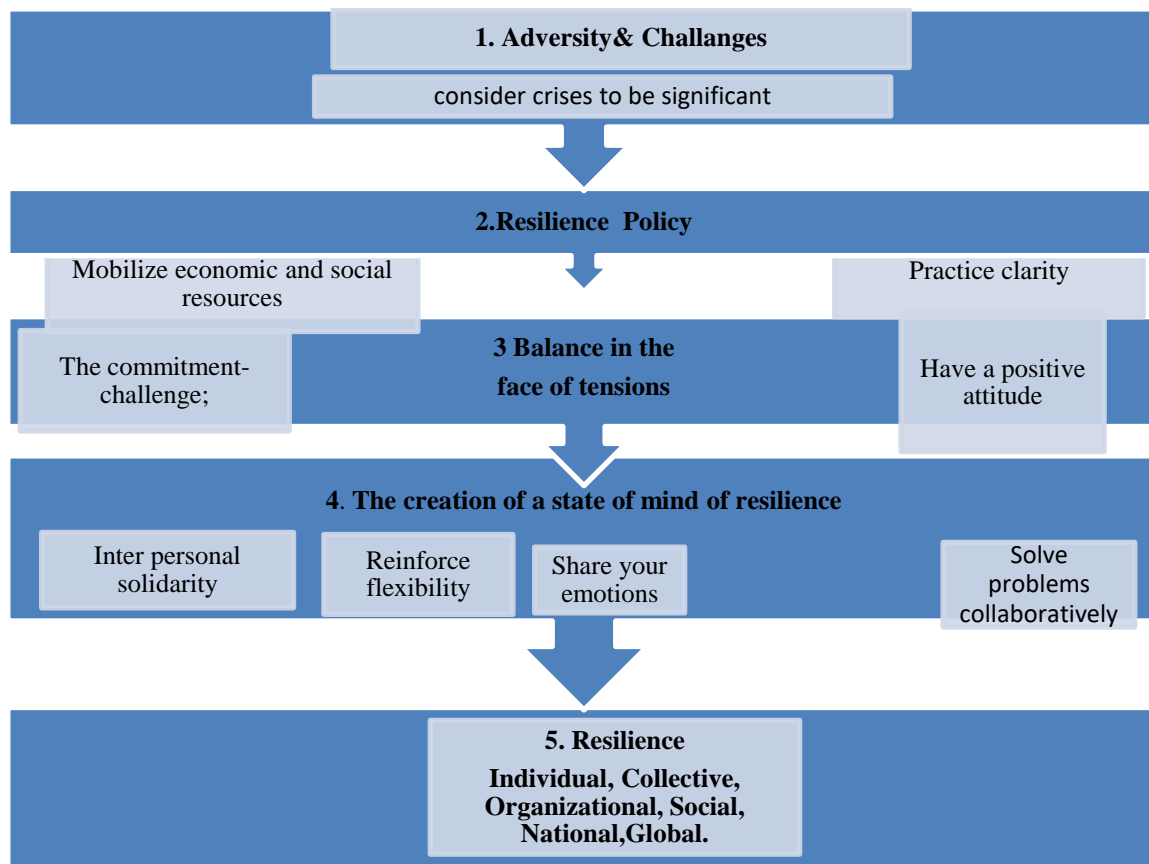 1. Adversity& Challanges
consider crises to be significant
2.Resilience Policy
Mobilize economic and social
resources
Practice clarity
The commitment-
challenge;
3 Balance in the
face of tensions
Have a positive
attitude
4. The creation of a state of mind of resilience
Inter personal
solidarity
Reinforce
flexibility
Share your
emotions
Solve
problems
collaboratively
5. Resilience
Individual, Collective,
Organizational, Social,
National,Global.